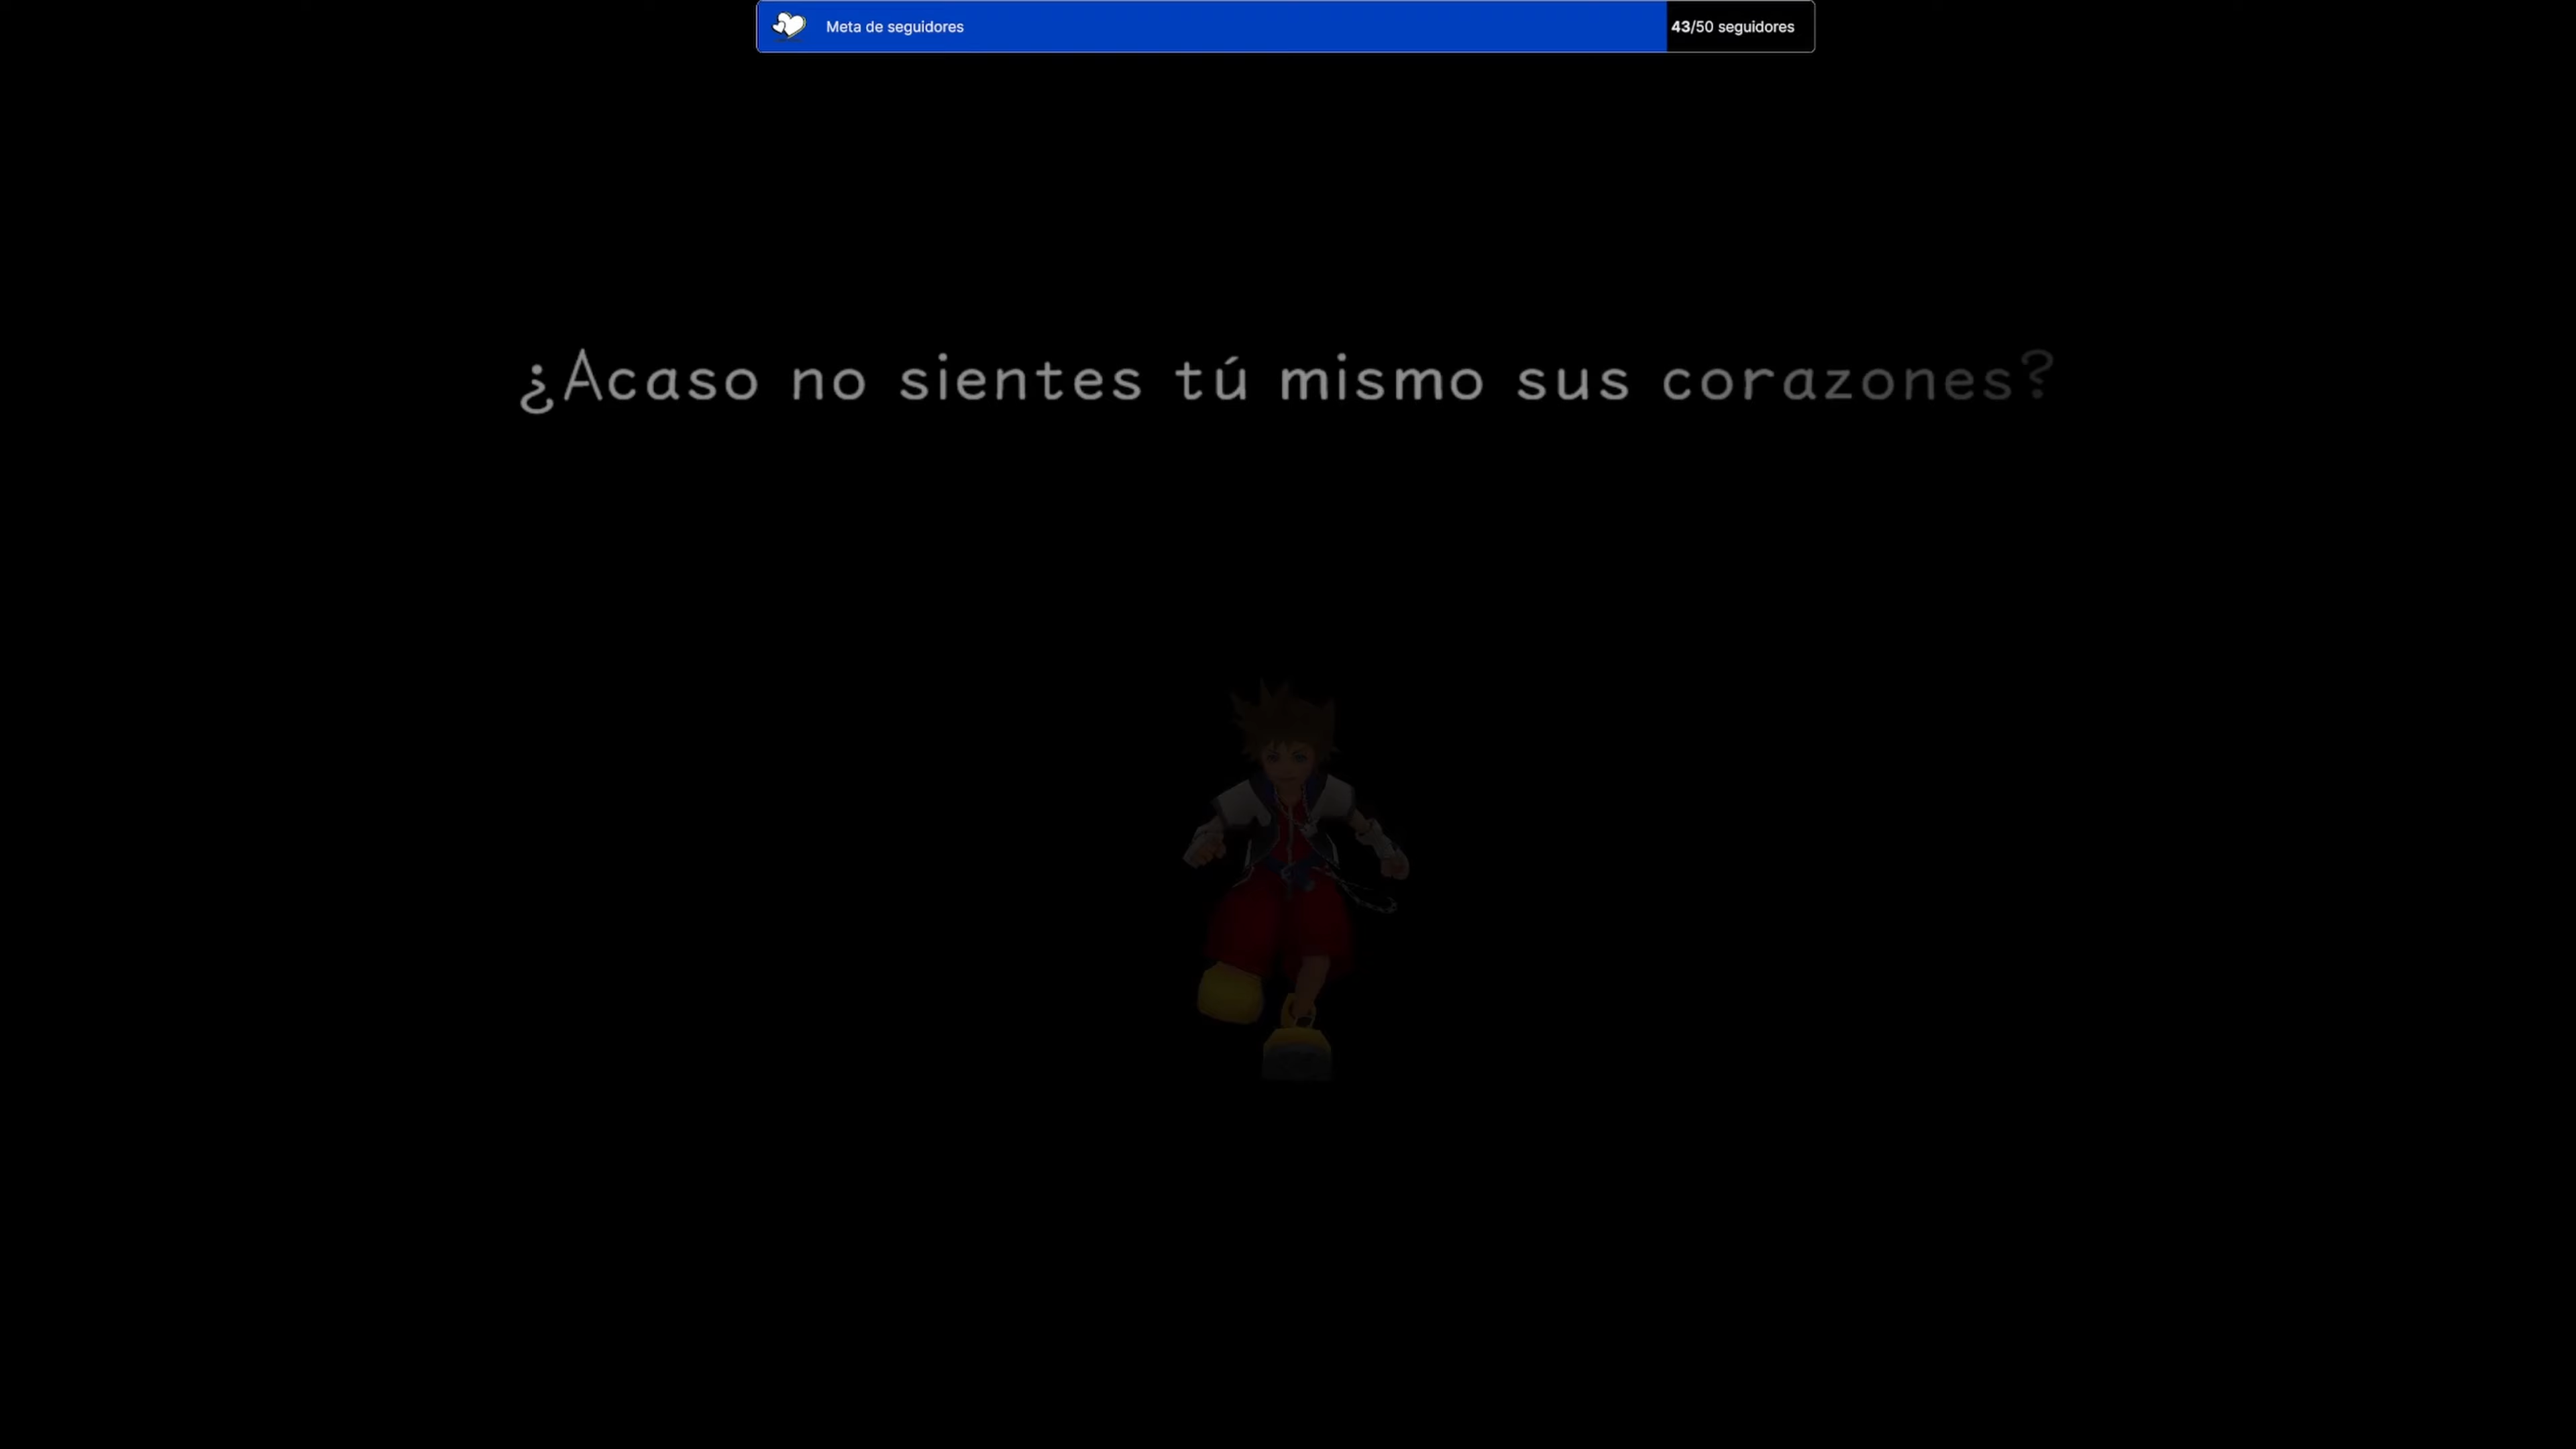 Meta de seguidores
43/50 seguidores
¿Acaso no sientes tú mismo sus corazones?